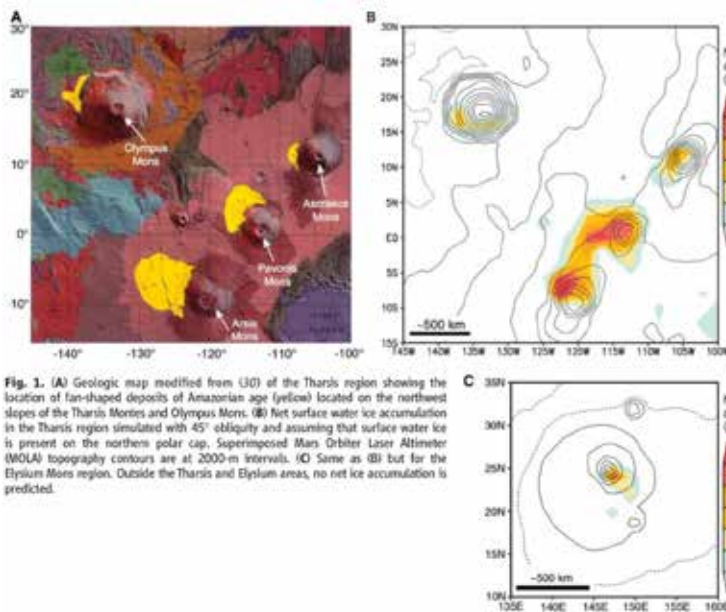 A
30°
20°
10°
0°
10°
-140° -130° -120° -110° -100°
Olympus
Mons
Ascraeus
Mons
Pavonis
Mons
Arsia
Mons
B
30N
25N
20N
15N
10N
5N
EQ
5S
10S
15S
145W 140W 135W 130W 125W 120W 115W 110W 105W
~500 km
Fig. 1. (A) Geologic map modified from (30) of the Tharsis region showing the
location of fan-shaped deposits of Amazonian age (yellow) located on the northwest
slopes of the Tharsis Montes and Olympus Mons. (B) Net surface water ice accumulation
in the Tharsis region simulated with 45° obliquity and assuming that surface water ice
is present on the northern polar cap. Superimposed Mars Orbiter Laser Altimeter
(MOLA) topography contours are at 2000-m intervals. (C) Same as (B) but for the
Elysium Mons region. Outside the Tharsis and Elysium areas, no net ice accumulation is
predicted.
C
35N
30N
25N
20N
15N
10N
135E 140E 145E 150E 155E
~500 km